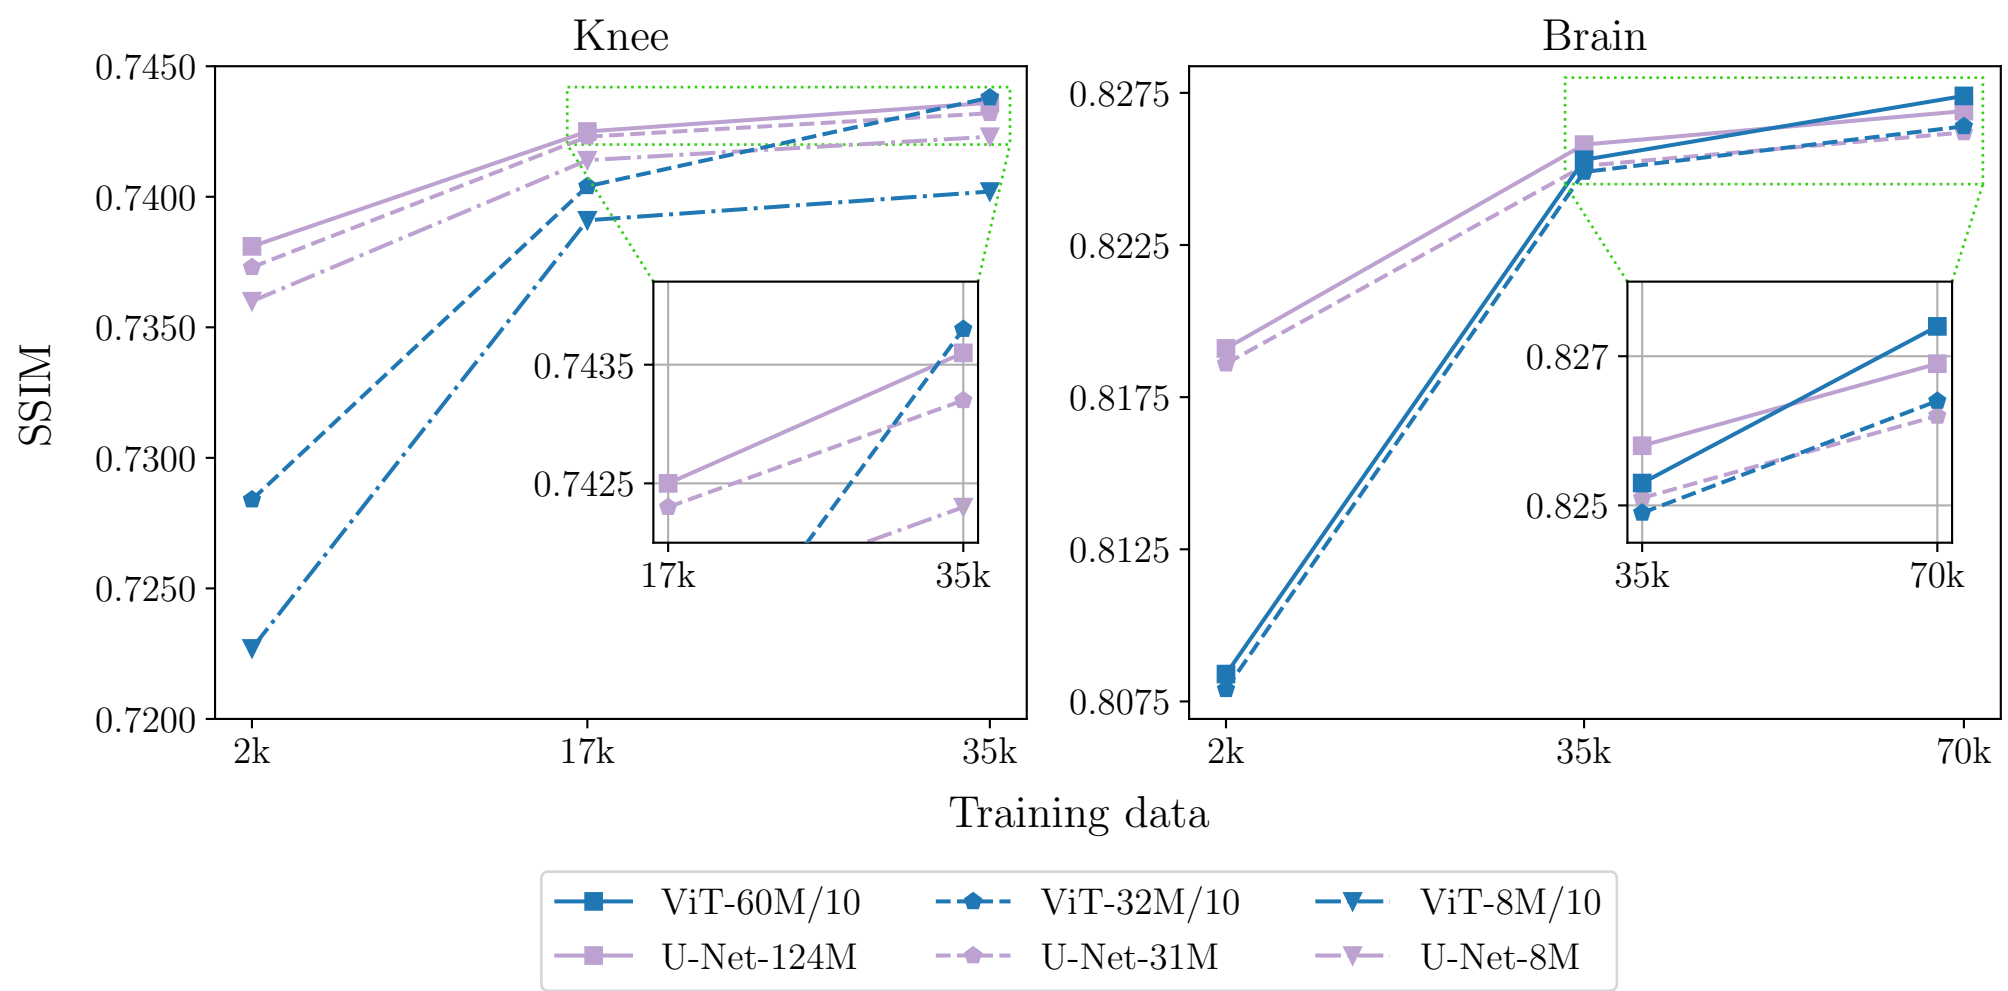 Knee
Brain
SSIM
0.7450
0.7400
0.7350
0.7300
0.7250
0.7200
2k
17k
35k
0.7435
0.7425
17k
35k
0.8275
0.8225
0.8175
0.8125
0.8075
2k
35k
70k
0.827
0.825
35k
70k
Training data
ViT-60M/10
ViT-32M/10
ViT-8M/10
U-Net-124M
U-Net-31M
U-Net-8M